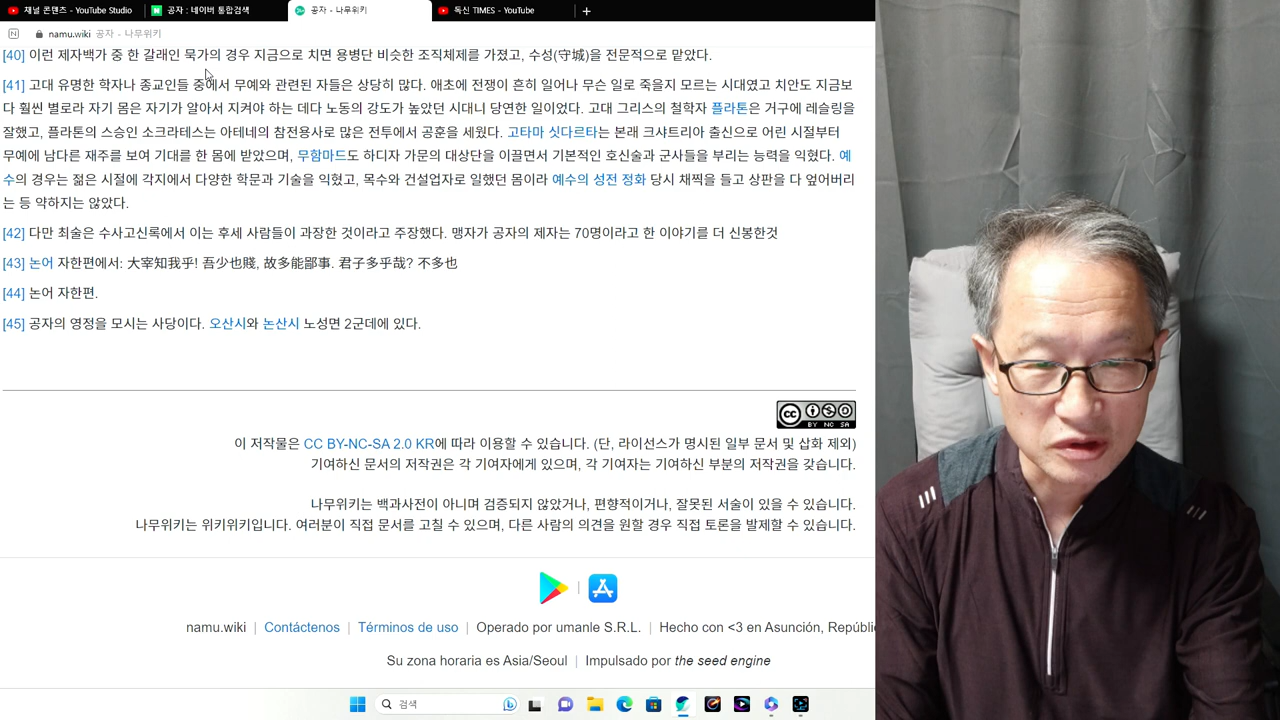 채널 콘텐츠 - YouTube Studio
공자 : 네이버 통합검색
공자 - 나무위키
독신 TIMES - YouTube
namu.wiki 공자 - 나무위키
[40] 이런 제자백가 중 한 갈래인 묵가의 경우 지금으로 치면 용병단 비슷한 조직체제를 가졌고, 수성(守城)을 전문적으로 맡았다.
[41] 고대 유명한 학자나 종교인들 중에서 무예와 관련된 자들은 상당히 많다. 애초에 전쟁이 흔히 일어나 무슨 일로 죽을지 모르는 시대였고 치안도 지금보
다 훨씬 별로라 자기 몸은 자기가 알아서 지켜야 하는 데다 노동의 강도가 높았던 시대니 당연한 일이었다. 고대 그리스의 철학자 플라톤은 거구에 레슬링을
잘했고, 플라톤의 스승인 소크라테스는 아테네의 참전용사로 많은 전투에서 공훈을 세웠다. 고타마 싯다르타는 본래 크샤트리아 출신으로 어린 시절부터
무예에 남다른 재주를 보여 기대를 한 몸에 받았으며, 무함마드도 하디자 가문의 대상단을 이끌면서 기본적인 호신술과 군사들을 부리는 능력을 익혔다. 예
수의 경우는 젊은 시절에 각지에서 다양한 학문과 기술을 익혔고, 목수와 건설업자로 일했던 몸이라 예수의 성전 정화 당시 채찍을 들고 상판을 다 엎어버리
는 등 약하지는 않았다.
[42] 다만 최술은 수사고신록에서 이는 후세 사람들이 과장한 것이라고 주장했다. 맹자가 공자의 제자는 70명이라고 한 이야기를 더 신봉한것
[43] 논어 자한편에서: 大宰知我乎! 吾少也賤, 故多能鄙事. 君子多乎哉? 不多也
[44] 논어 자한편.
[45] 공자의 영정을 모시는 사당이다. 오산시와 논산시 노성면 2군데에 있다.
cc BY NC SA
이 저작물은 CC BY-NC-SA 2.0 KR에 따라 이용할 수 있습니다. (단, 라이선스가 명시된 일부 문서 및 삽화 제외)
기여하신 문서의 저작권은 각 기여자에게 있으며, 각 기여자는 기여하신 부분의 저작권을 갖습니다.
나무위키는 백과사전이 아니며 검증되지 않았거나, 편향적이거나, 잘못된 서술이 있을 수 있습니다.
나무위키는 위키위키입니다. 여러분이 직접 문서를 고칠 수 있으며, 다른 사람의 의견을 원할 경우 직접 토론을 발제할 수 있습니다.
namu.wiki | Contáctenos | Términos de uso | Operado por umanle S.R.L. | Hecho con <3 en Asunción, Repúblic
Su zona horaria es Asia/Seoul | Impulsado por the seed engine
검색